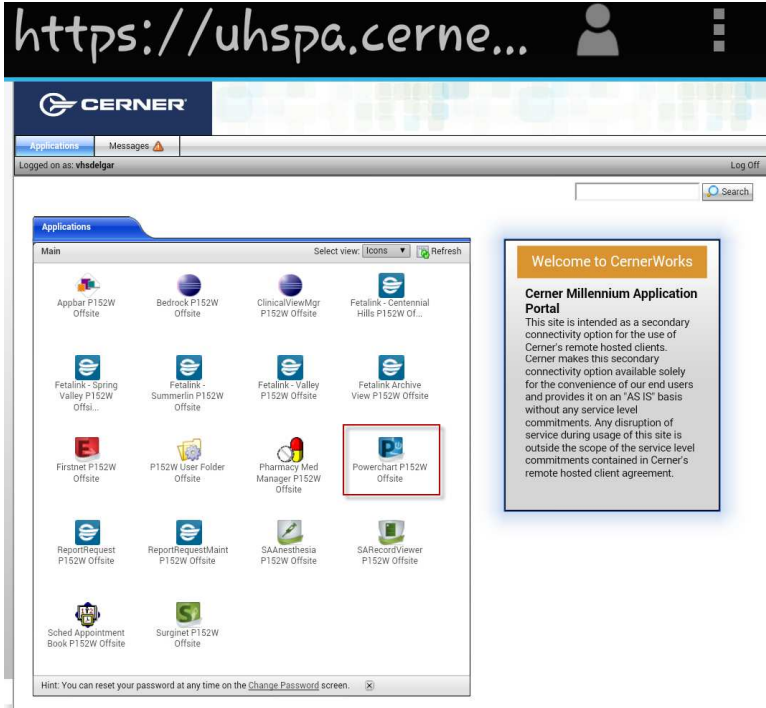 https://uhspa.cerne...
CERNER
Applications Messages
Logged on as: vhsdelgar Log Off
Search
Applications
Main Select view: Icons Refresh
Appbar P152W
Offsite
Bedrock P152W
Offsite
ClinicalViewMgr
P152W Offsite
Fetalink - Centennial
Hills P152W Of...
Fetalink - Spring
Valley P152W
Offsi...
Fetalink -
Summerlin P152W
Offsite
Fetalink - Valley
P152W Offsite
Fetalink Archive
View P152W Offsite
Firstnet P152W
Offsite
P152W User Folder
Offsite
Pharmacy Med
Manager P152W
Offsite
Powerchart P152W
Offsite
ReportRequest
P152W Offsite
ReportRequestMaint
P152W Offsite
SAAnesthesia
P152W Offsite
SARecordViewer
P152W Offsite
Sched Appointment
Book P152W Offsite
Surginet P152W
Offsite
Hint: You can reset your password at any time on the Change Password screen.
Welcome to CernerWorks
Cerner Millennium Application
Portal
This site is intended as a secondary
connectivity option for the use of
Cerner's remote hosted clients.
Cerner makes this secondary
connectivity option available solely
for the convenience of our end users
and provides it on an "AS IS" basis
without any service level
commitments. Any disruption of
service during usage of this site is
outside the scope of the service level
commitments contained in Cerner's
remote hosted client agreement.